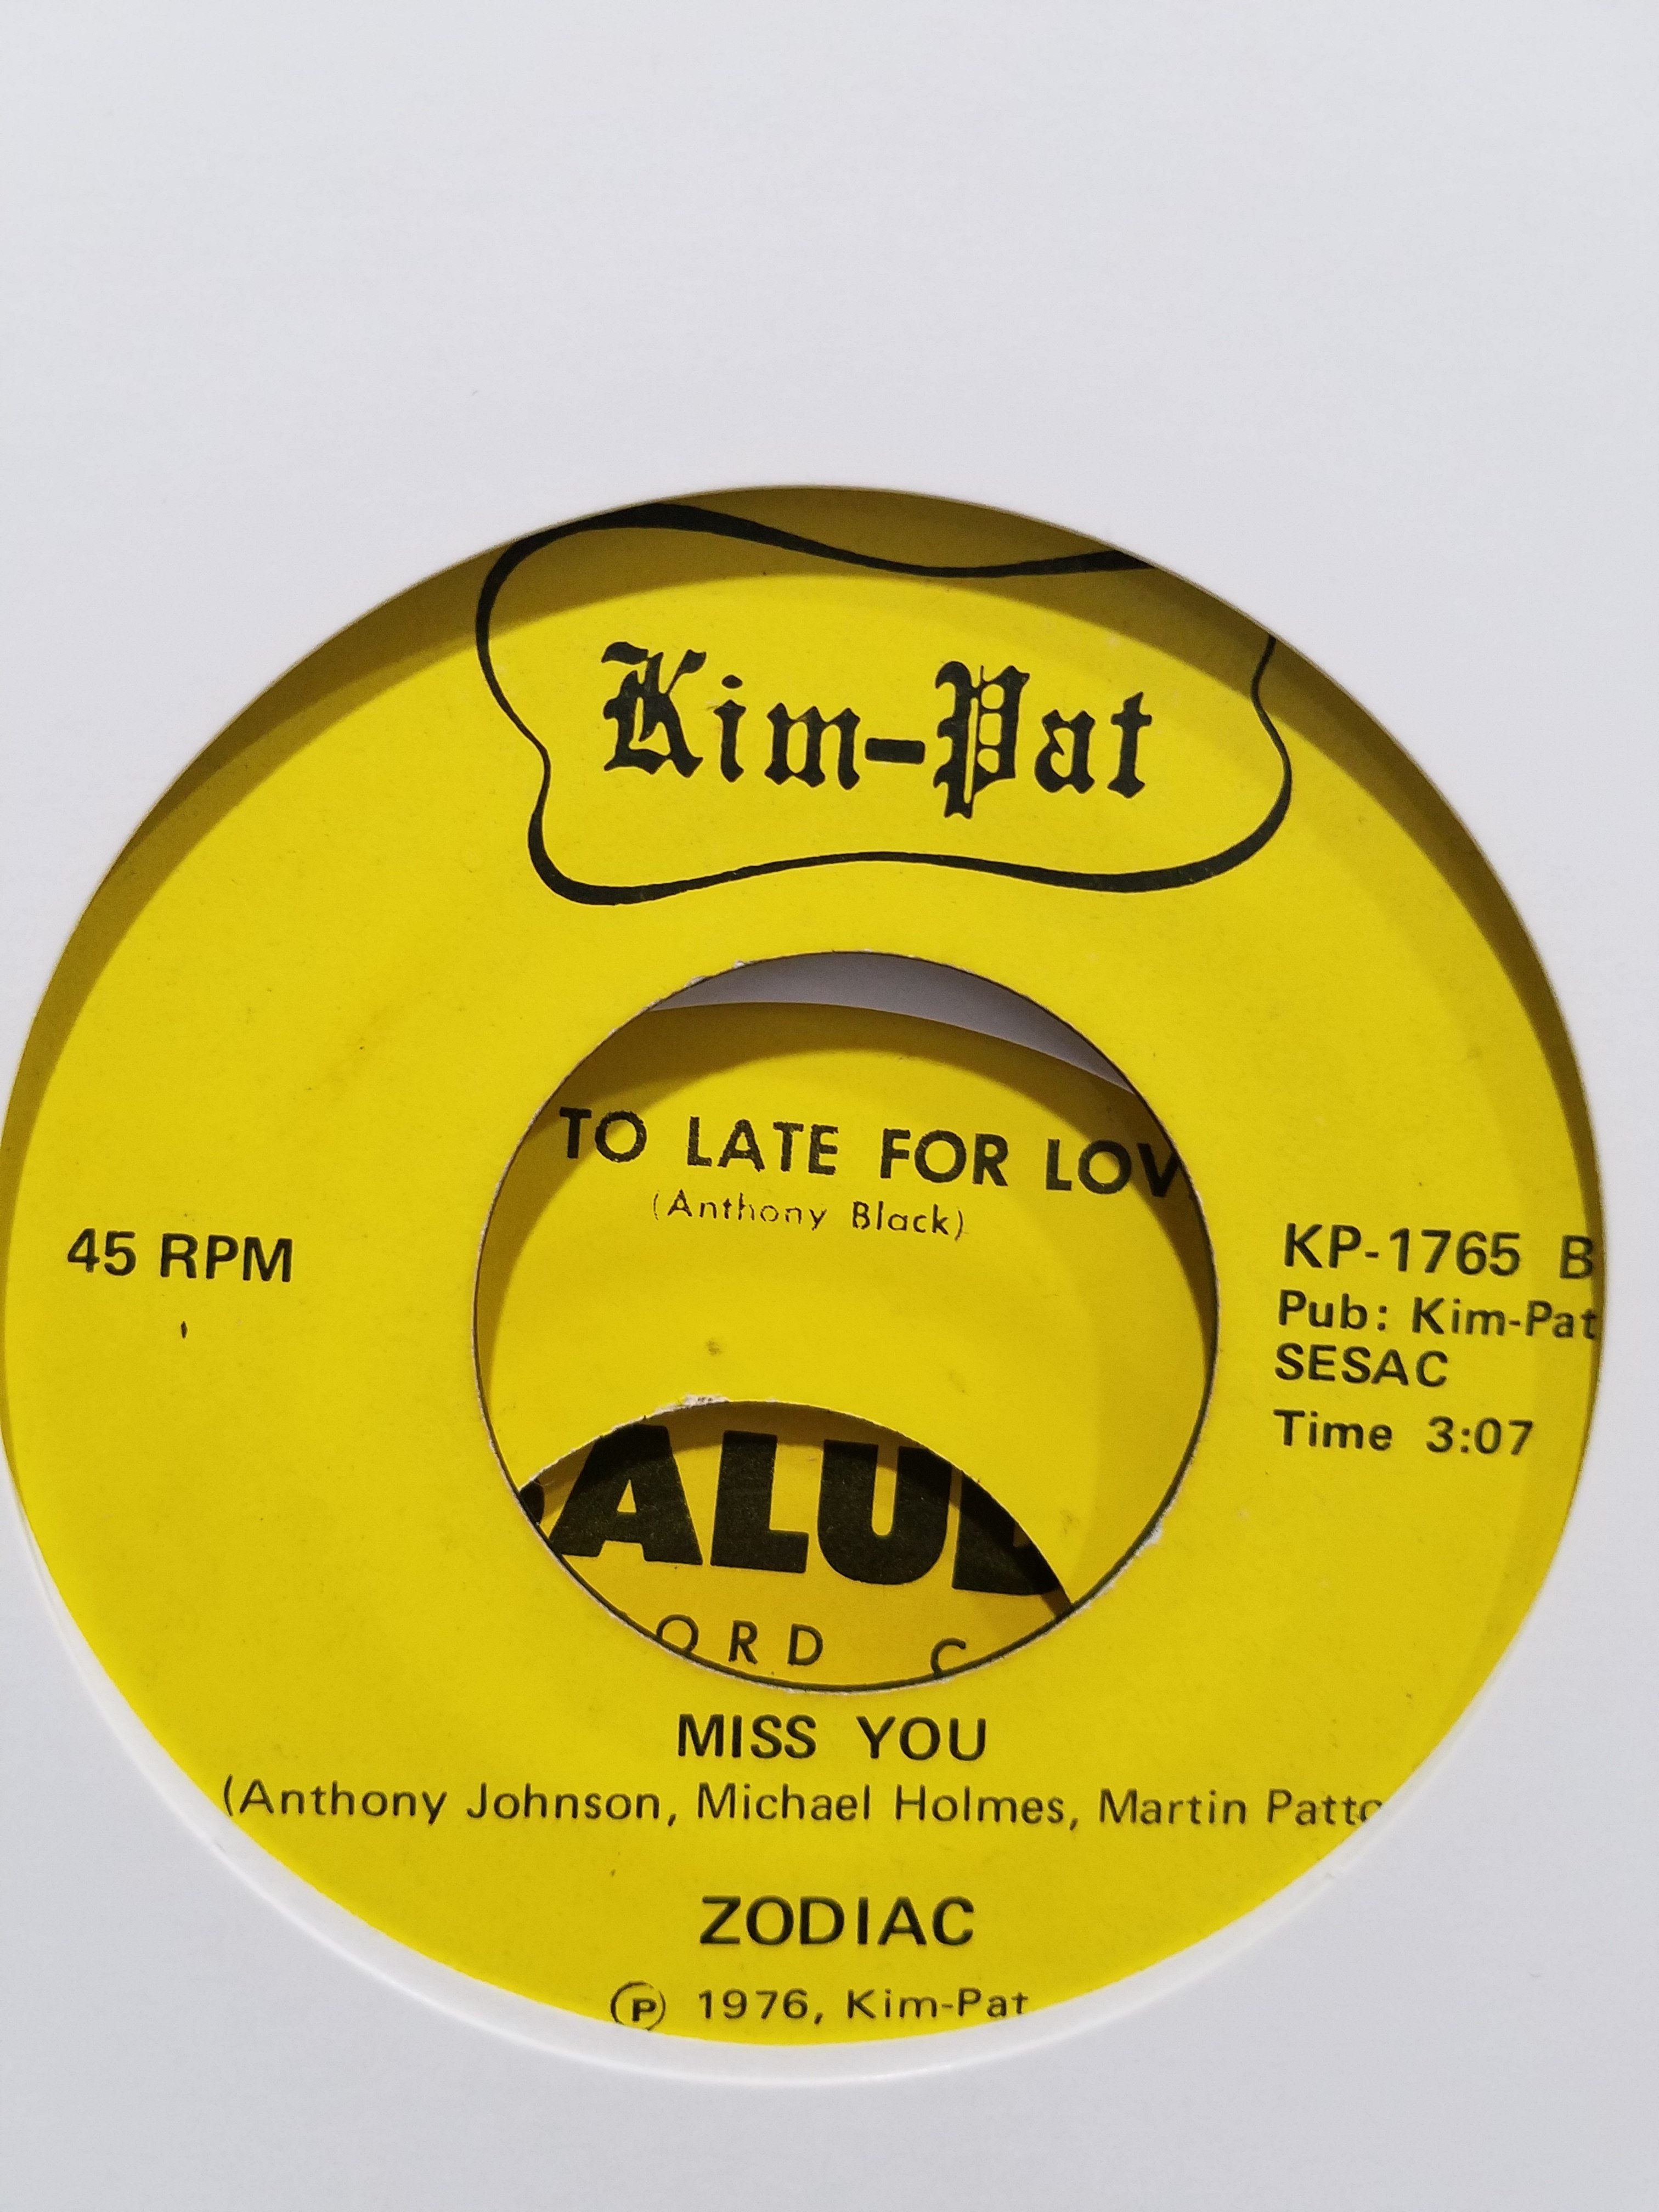 Kim-Pat
TO LATE FOR LOV
(Anthony Black)
45 RPM
KP-1765 B
Pub: Kim-Pat
SESAC
Time 3:07
ALU
ORD C
MISS YOU
(Anthony Johnson, Michael Holmes, Martin Patto
ZODIAC
Ⓟ 1976, Kim-Pat